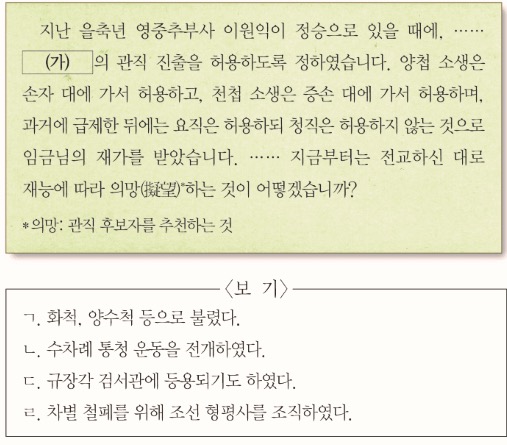 지난 을축년 영중추부사 이원익이 정승으로 있을 때에, ……
(가) 의 관직 진출을 허용하도록 정하였습니다. 양첩 소생은
손자 대에 가서 허용하고, 천첩 소생은 증손 대에 가서 허용하며,
과거에 급제한 뒤에는 요직은 허용하되 청직은 허용하지 않는 것으로
임금님의 재가를 받았습니다. …… 지금부터는 전교하신 대로
재능에 따라 의망(擬望)*하는 것이 어떻겠습니까?
*의망: 관직 후보자를 추천하는 것
〈보 기〉
ㄱ. 화척, 양수척 등으로 불렸다.
ㄴ. 수차례 통청 운동을 전개하였다.
ㄷ. 규장각 검서관에 등용되기도 하였다.
ㄹ. 차별 철폐를 위해 조선 형평사를 조직하였다.